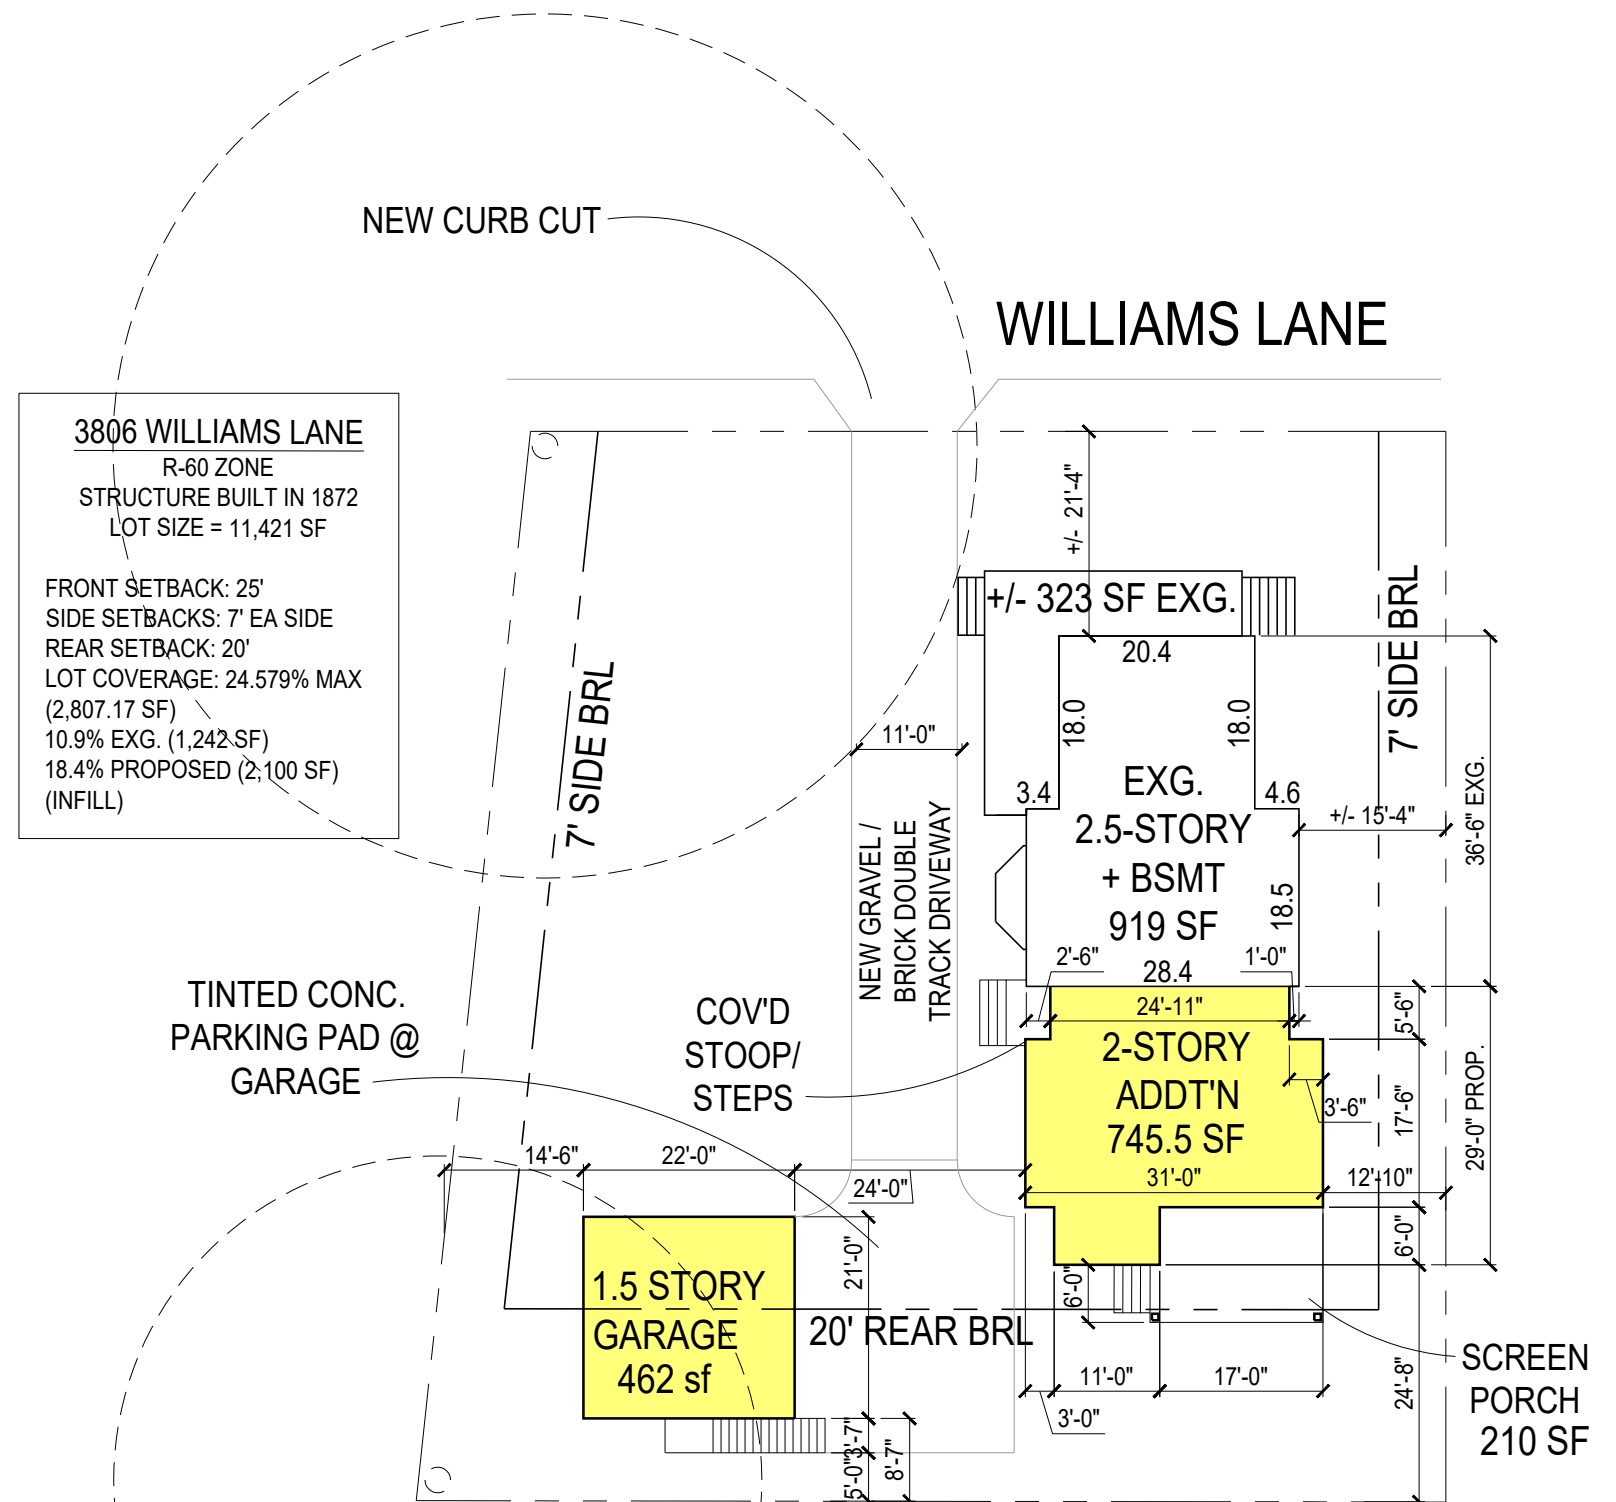 NEW CURB CUT
WILLIAMS LANE
3806 WILLIAMS LANE
R-60 ZONE
STRUCTURE BUILT IN 1872
LOT SIZE = 11,421 SF
FRONT SETBACK: 25'
SIDE SETBACKS: 7' EA SIDE
REAR SETBACK: 20'
LOT COVERAGE: 24.579% MAX
(2,807.17 SF)
10.9% EXG. (1,242 SF)
18.4% PROPOSED (2,100 SF)
(INFILL)
+/- 21'-4"
+/- 323 SF EXG.
20.4
18.0
18.0
7' SIDE BRL
7' SIDE BRL
11'-0"
3.4
4.6
EXG.
2.5-STORY
+ BSMT
919 SF
+/- 15'-4"
36'-6" EXG.
18.5
NEW GRAVEL /
BRICK DOUBLE
TRACK DRIVEWAY
2'-6"
28.4
1'-0"
24'-11"
5'-6"
TINTED CONC.
PARKING PAD @
GARAGE
COV'D
STOOP/
STEPS
2-STORY
ADDT'N
745.5 SF
3'-6"
17'-6"
29'-0" PROP.
14'-6"
22'-0"
24'-0"
31'-0"
12'-10"
6'-0"
21'-0"
6'-0"
1.5 STORY
GARAGE
462 sf
20' REAR BRL
11'-0"
17'-0"
3'-0"
24'-8"
SCREEN
PORCH
210 SF
3'-7"
5'-0"
8'-7"